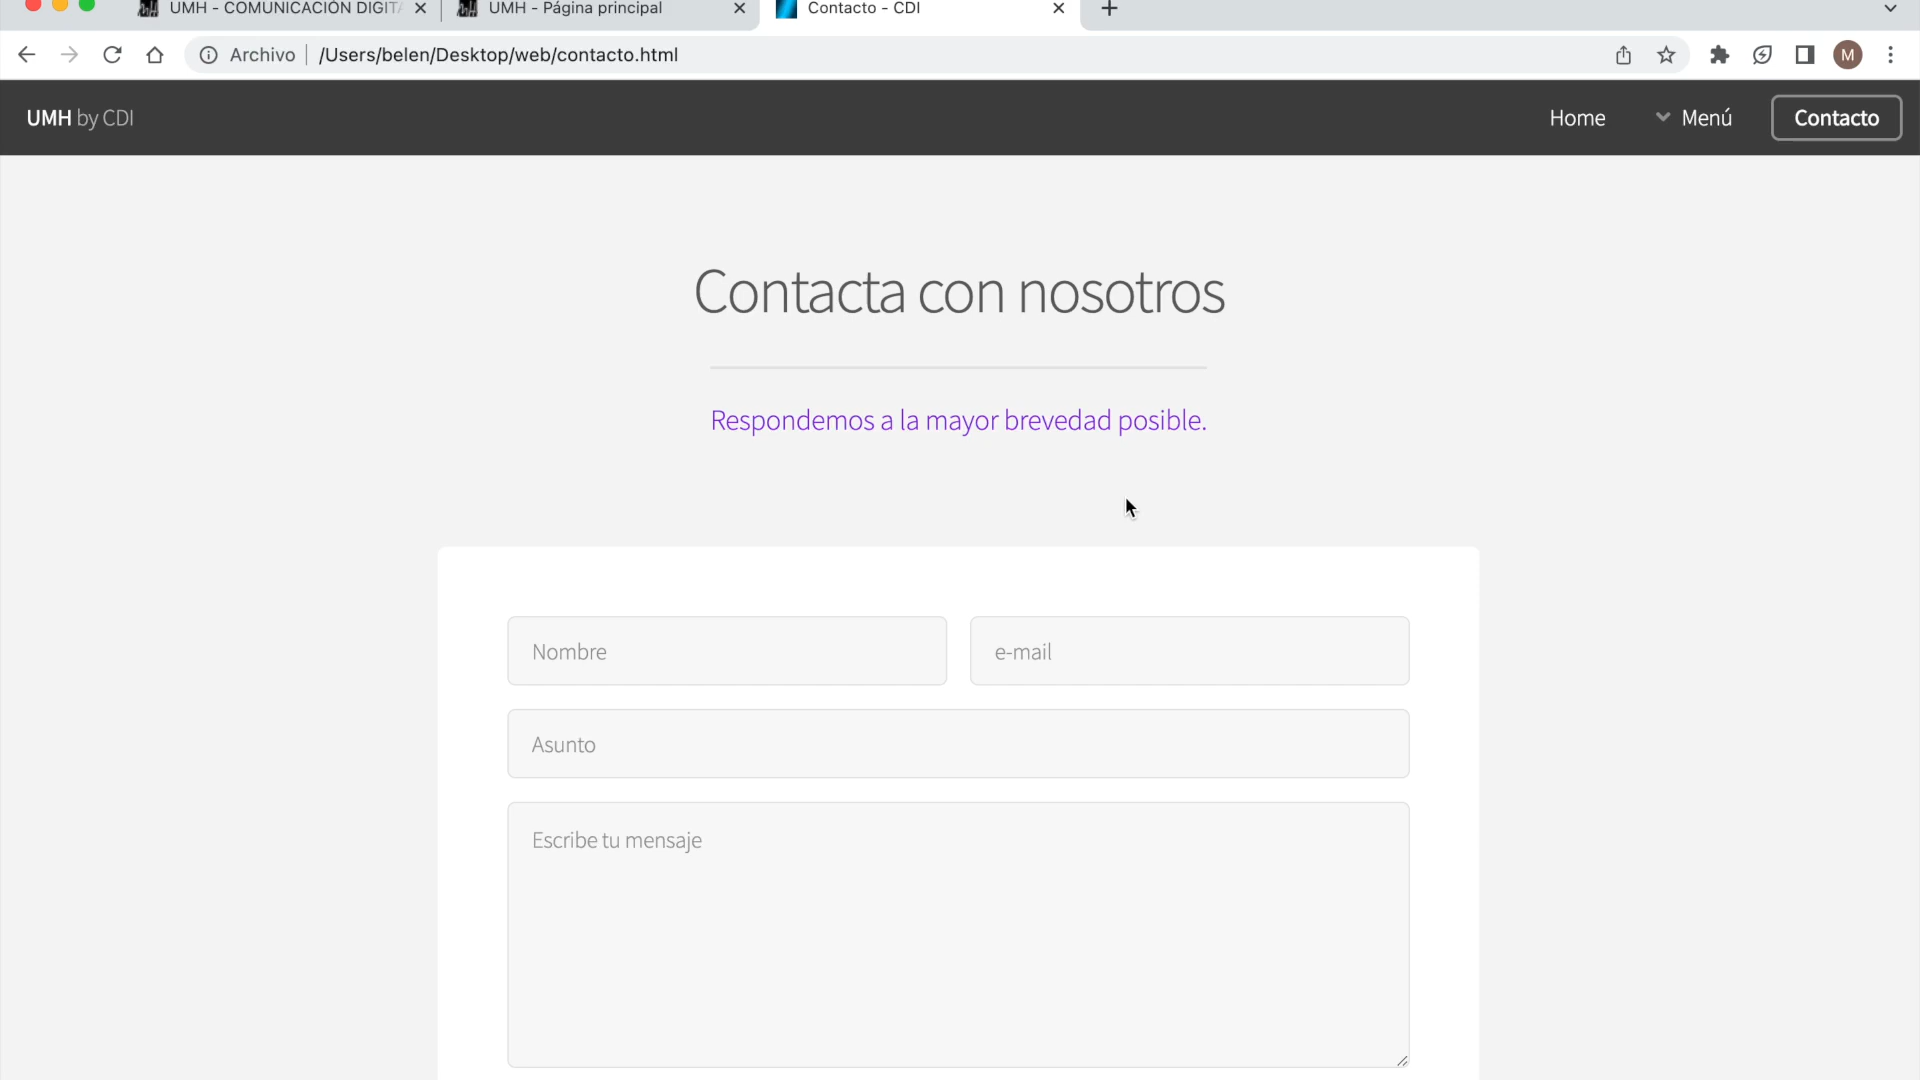 UMH - COMUNICACIÓN DIGITA
UMH - Página principal
Contacto - CDI
Archivo
/Users/belen/Desktop/web/contacto.html
M
UMH by CDI
Home
Menú
Contacto
Contacta con nosotros
Respondemos a la mayor brevedad posible.
Nombre
e-mail
Asunto
Escribe tu mensaje